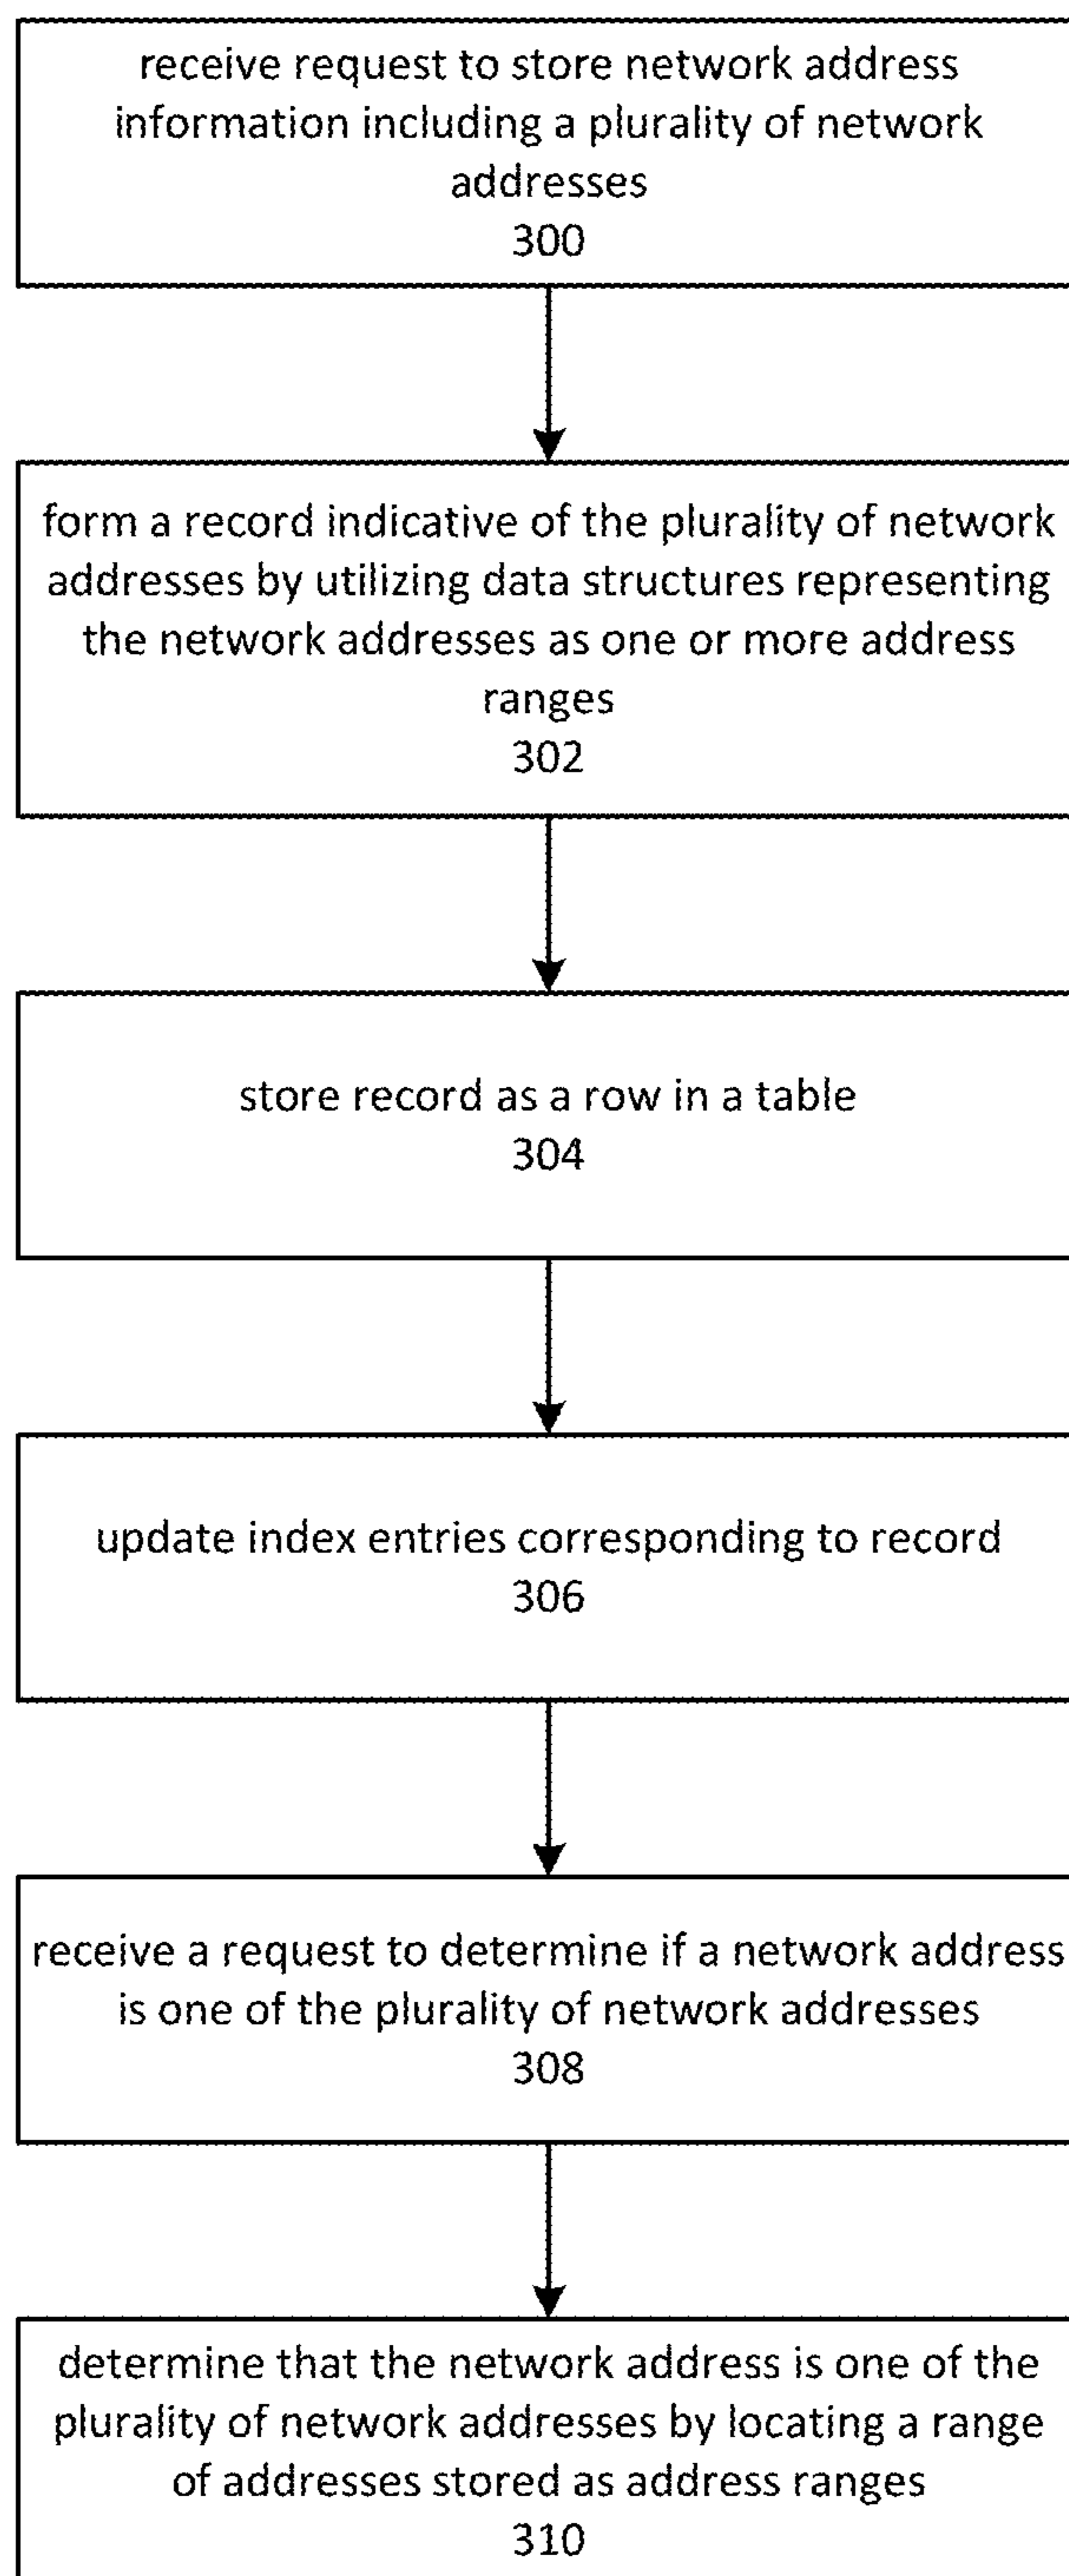 receive request to store network address
information including a plurality of network
addresses
300
form a record indicative of the plurality of network
addresses by utilizing data structures representing
the network addresses as one or more address
ranges
302
store record as a row in a table
304
update index entries corresponding to record
306
receive a request to determine if a network address
is one of the plurality of network addresses
308
determine that the network address is one of the
plurality of network addresses by locating a range
of addresses stored as address ranges
310